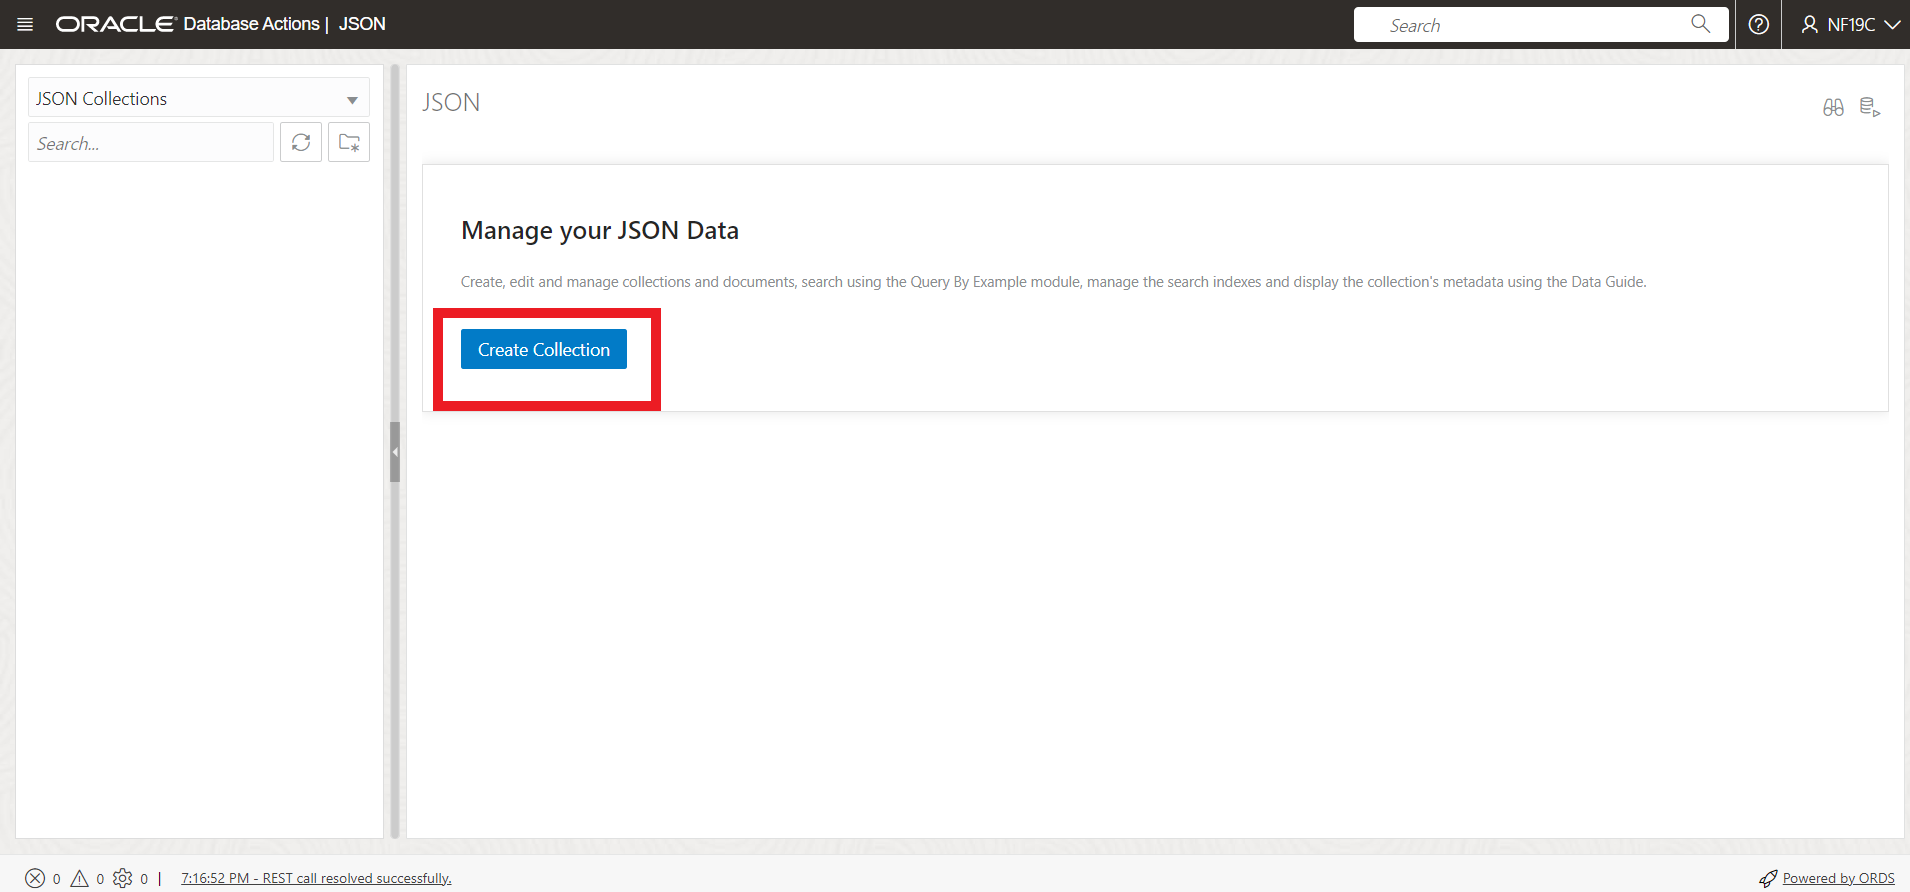 ORACLE Database Actions | JSON
Search
NF19C
JSON Collections
Search...
JSON
Manage your JSON Data
Create, edit and manage collections and documents, search using the Query By Example module, manage the search indexes and display the collection's metadata using the Data Guide.
Create Collection
0 0 0 | 7:16:52 PM - REST call resolved successfully.
Powered by ORDS